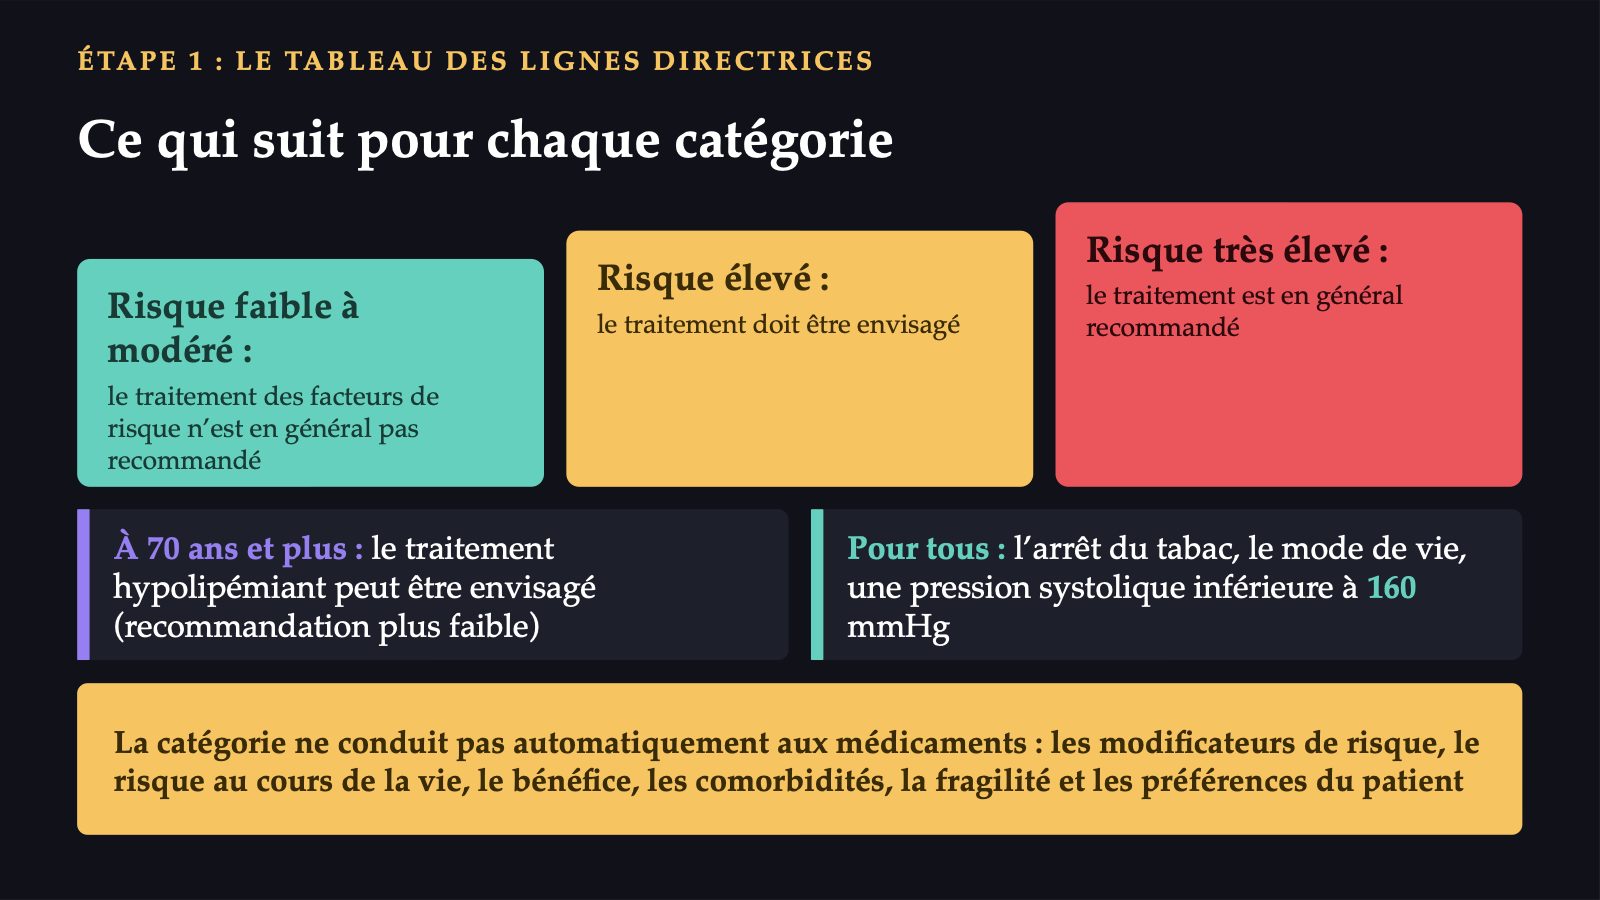 ÉTAPE 1 : LE TABLEAU DES LIGNES DIRECTRICES
Ce qui suit pour chaque catégorie
Risque faible à
modéré :
le traitement des facteurs de
risque n’est en général pas
recommandé
Risque élevé :
le traitement doit être envisagé
Risque très élevé :
le traitement est en général
recommandé
À 70 ans et plus : le traitement
hypolipémiant peut être envisagé
(recommandation plus faible)
Pour tous : l’arrêt du tabac, le mode de vie,
une pression systolique inférieure à 160
mmHg
La catégorie ne conduit pas automatiquement aux médicaments : les modificateurs de risque, le
risque au cours de la vie, le bénéfice, les comorbidités, la fragilité et les préférences du patient